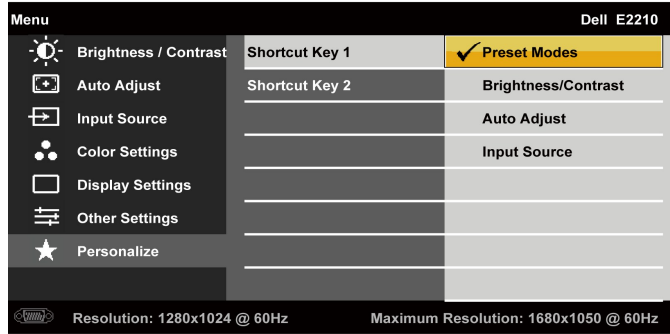 Menu Dell E2210
Brightness / Contrast Shortcut Key 1 Preset Modes
Auto Adjust Shortcut Key 2 Brightness/Contrast
Input Source Auto Adjust
Color Settings Input Source
Display Settings
Other Settings
Personalize
Resolution: 1280x1024 @ 60Hz Maximum Resolution: 1680x1050 @ 60Hz